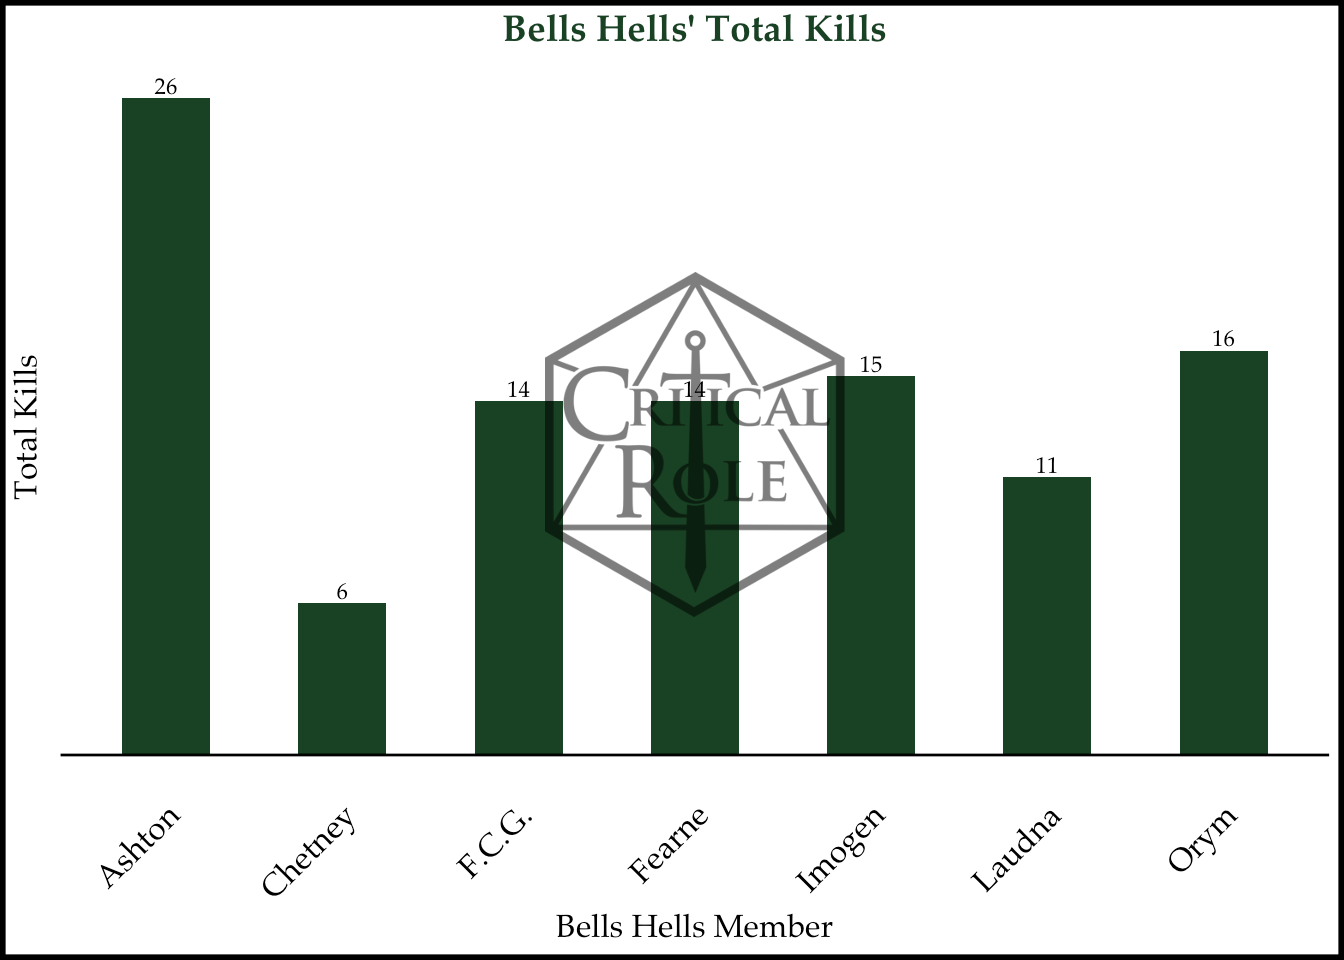 Bells Hells' Total Kills
26
6
14
14
15
11
16
Total Kills
CRITICAL
ROLE
Ashton
Chetney
F.C.G.
Fearne
Imogen
Laudna
Orym
Bells Hells Member